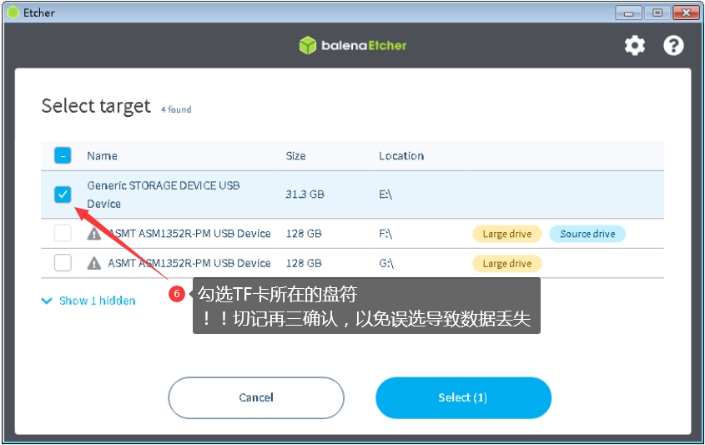 Etcher
balenaEtcher
Select target 4 found
Name Size Location
Generic STORAGE DEVICE USB
Device
31.3 GB E:\
ASMT ASM1352R-PM USB Device 128 GB F:\ Large drive Source drive
ASMT ASM1352R-PM USB Device 128 GB G:\ Large drive
Show 1 hidden
6 勾选TF卡所在的盘符
！！切记再三确认，以免误选导致数据丢失
Cancel Select (1)